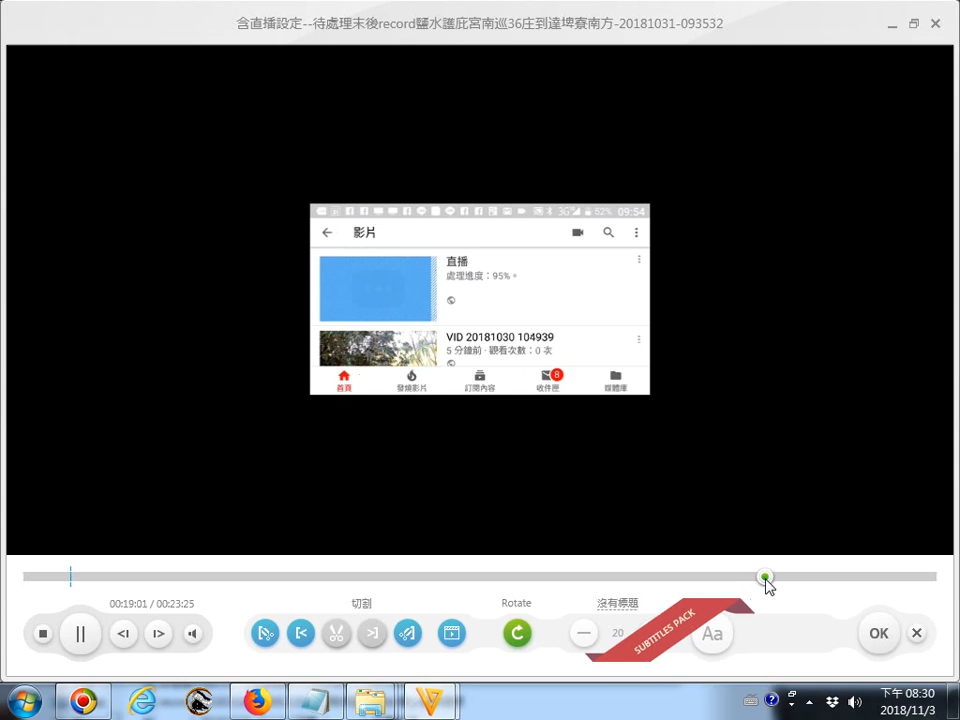 含直播設定--待處理末後record鹽水護庇宮南巡36庄到達埤寮南方-20181031-093532
3G 52% 09:54
影片
直播
處理進度：95%。
VID 20181030 104939
5 分鐘前 · 觀看次數：0 次
首頁 發燒影片 訂閱內容 收件匣 媒體庫
8
00:19:01 / 00:23:25
切割
Rotate
沒有標題
20
SUBTITLES PACK
Aa
OK
下午 08:30
2018/11/3